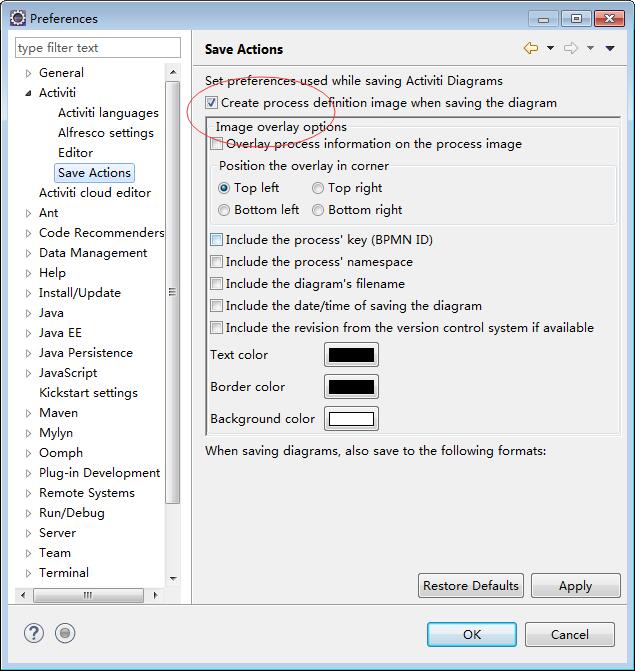 Preferences
type filter text
General
Activiti
Activiti languages
Alfresco settings
Editor
Save Actions
Activiti cloud editor
Ant
Code Recommenders
Data Management
Help
Install/Update
Java
Java EE
Java Persistence
JavaScript
Kickstart settings
Maven
Mylyn
Oomph
Plug-in Development
Remote Systems
Run/Debug
Server
Team
Terminal
Save Actions
Set preferences used while saving Activiti Diagrams
Create process definition image when saving the diagram
Image overlay options
Overlay process information on the process image
Position the overlay in corner
Top left Top right
Bottom left Bottom right
Include the process' key (BPMN ID)
Include the process' namespace
Include the diagram's filename
Include the date/time of saving the diagram
Include the revision from the version control system if available
Text color
Border color
Background color
When saving diagrams, also save to the following formats:
Restore Defaults Apply
? OK Cancel